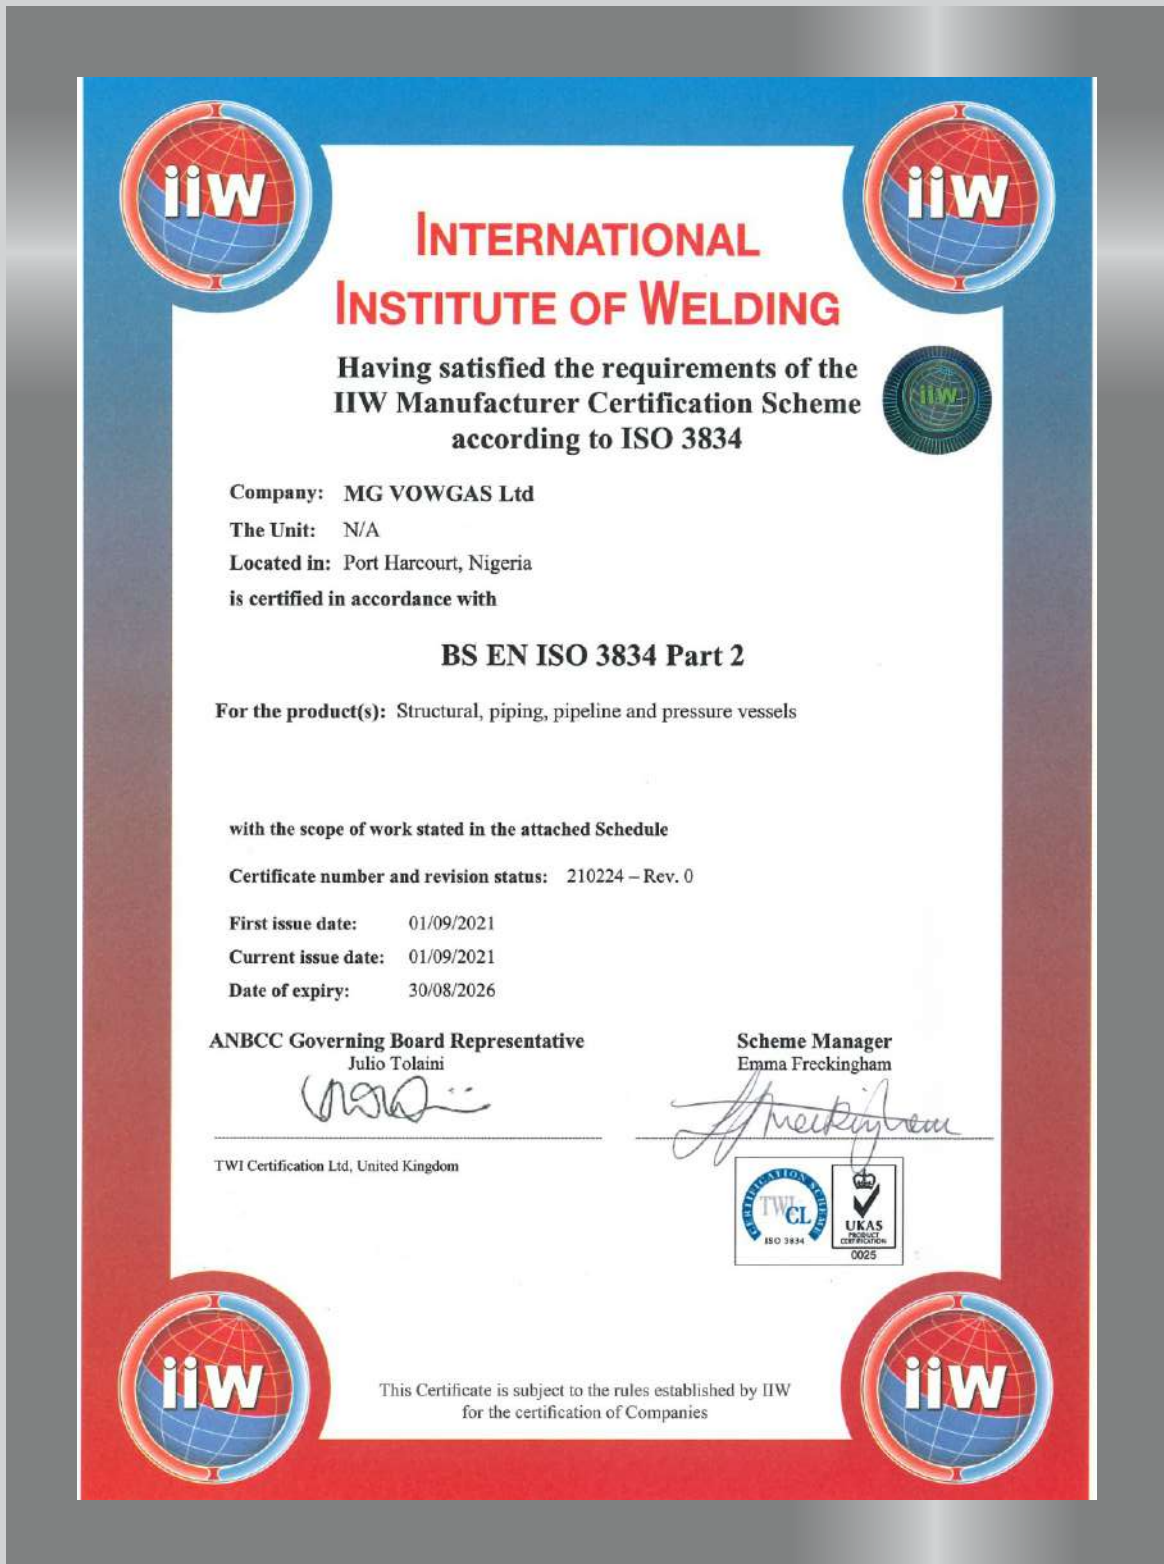 iiW
iiW
INTERNATIONAL
INSTITUTE OF WELDING
Having satisfied the requirements of the
IIW Manufacturer Certification Scheme
according to ISO 3834
iiW
Company: MG VOWGAS Ltd
The Unit: N/A
Located in: Port Harcourt, Nigeria
is certified in accordance with
BS EN ISO 3834 Part 2
For the product(s): Structural, piping, pipeline and pressure vessels
with the scope of work stated in the attached Schedule
Certificate number and revision status: 210224 – Rev. 0
First issue date: 01/09/2021
Current issue date: 01/09/2021
Date of expiry: 30/08/2026
ANBCC Governing Board Representative
Julio Tolaini
Scheme Manager
Emma Freckingham
TWI Certification Ltd, United Kingdom
CERTIFICATION SCHEME
TWI
CL
ISO 3834
UKAS
PRODUCT
CERTIFICATION
0025
iiW
iiW
This Certificate is subject to the rules established by IIW
for the certification of Companies